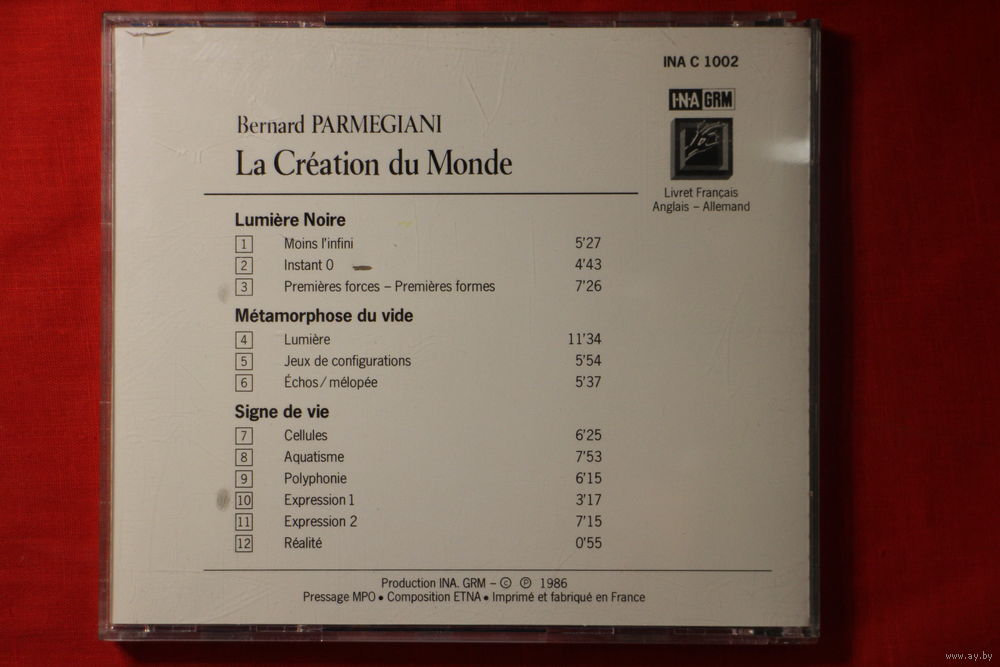 INA C 1002
INA GRM
Bernard PARMEGIANI
La Création du Monde
Livret Français
Anglais – Allemand
Lumière Noire
1 Moins l'infini 5'27
2 Instant 0 4'43
3 Premières forces – Premières formes 7'26
Métamorphose du vide
4 Lumière 11'34
5 Jeux de configurations 5'54
6 Échos / mélopée 5'37
Signe de vie
7 Cellules 6'25
8 Aquatisme 7'53
9 Polyphonie 6'15
10 Expression 1 3'17
11 Expression 2 7'15
12 Réalité 0'55
Production INA. GRM – © ℗ 1986
Pressage MPO • Composition ETNA • Imprimé et fabriqué en France
www.ay.by